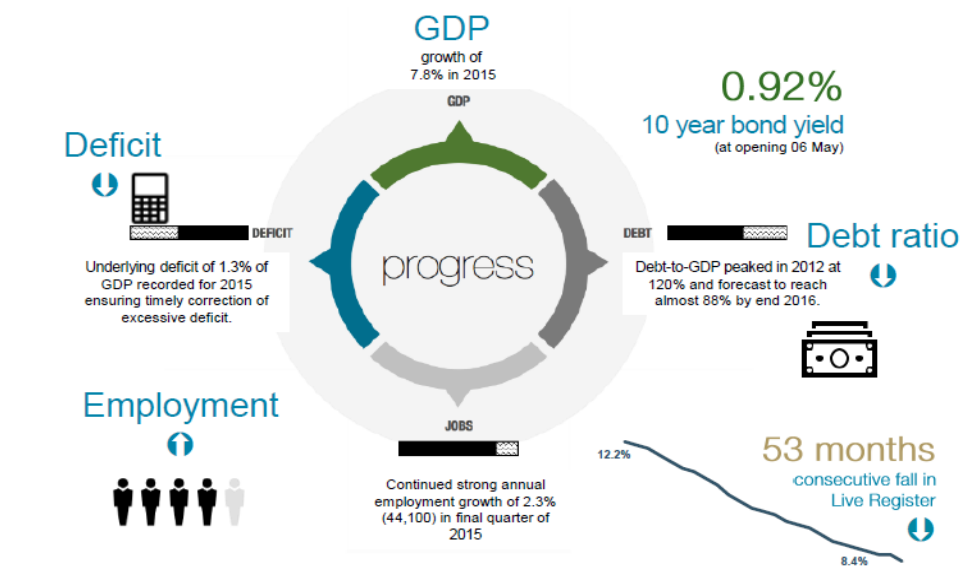 GDP
growth of
7.8% in 2015
GDP
0.92%
10 year bond yield
(at opening 06 May)
Deficit
DEFICIT
Underlying deficit of 1.3% of
GDP recorded for 2015
ensuring timely correction of
excessive deficit.
progress
DEBT
Debt ratio
Debt-to-GDP peaked in 2012 at
120% and forecast to reach
almost 88% by end 2016.
Employment
JOBS
Continued strong annual
employment growth of 2.3%
(44,100) in final quarter of
2015
12.2%
53 months
consecutive fall in
Live Register
8.4%